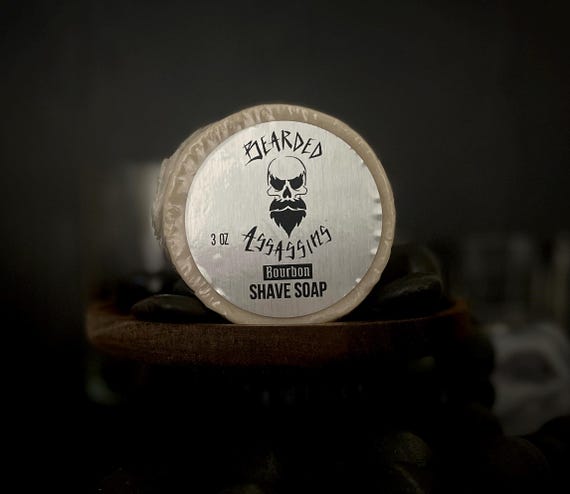 BEARDED
3 OZ
ASSASSINS
Bourbon
SHAVE SOAP